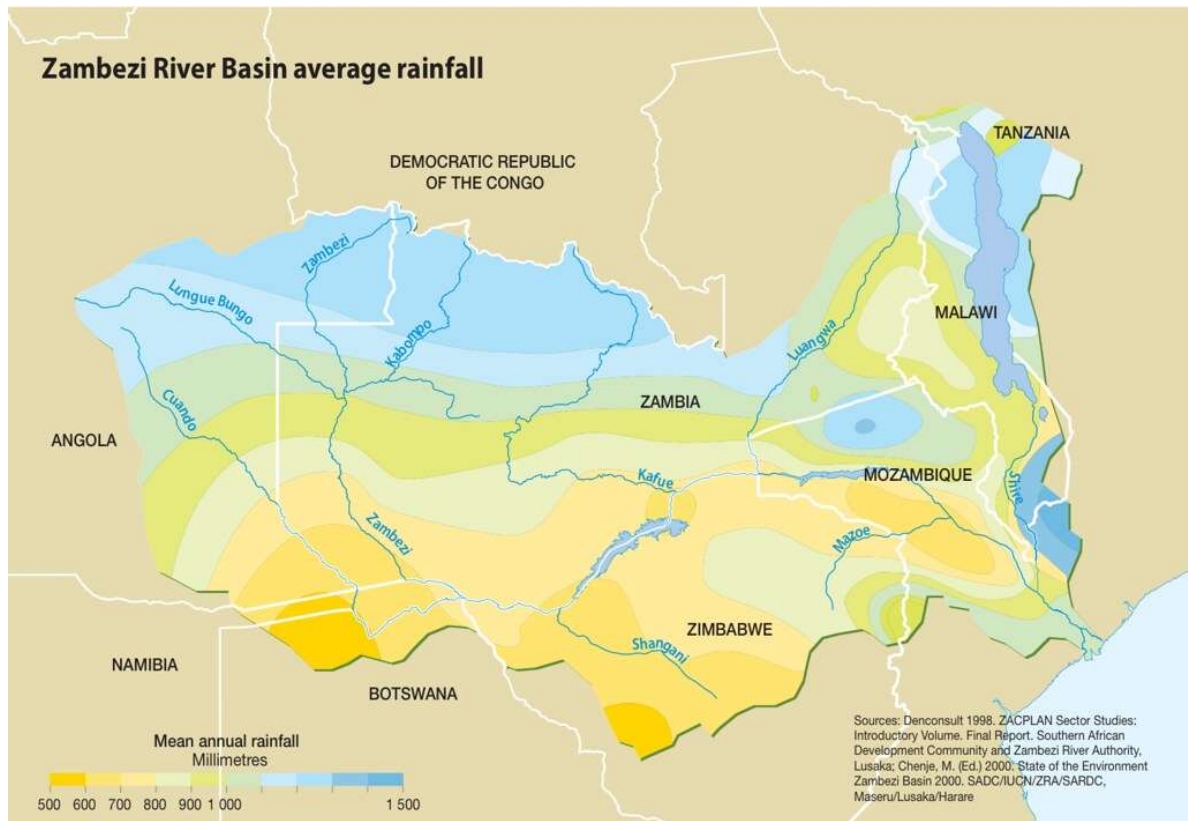 Zambezi River Basin average rainfall
TANZANIA
DEMOCRATIC REPUBLIC
OF THE CONGO
Zambezi
Lungue Bungo
Kabompo
Luangwa
MALAWI
Cuando
ZAMBIA
ANGOLA
Kafue
MOZAMBIQUE
Shire
Zambezi
Mazoe
ZIMBABWE
Shangani
NAMIBIA
BOTSWANA
Mean annual rainfall
Millimetres
500 600 700 800 900 1 000 1 500
Sources: Denconsult 1998. ZACPLAN Sector Studies:
Introductory Volume. Final Report. Southern African
Development Community and Zambezi River Authority,
Lusaka; Chenje, M. (Ed.) 2000. State of the Environment
Zambezi Basin 2000. SADC/IUCN/ZRA/SARDC,
Maseru/Lusaka/Harare